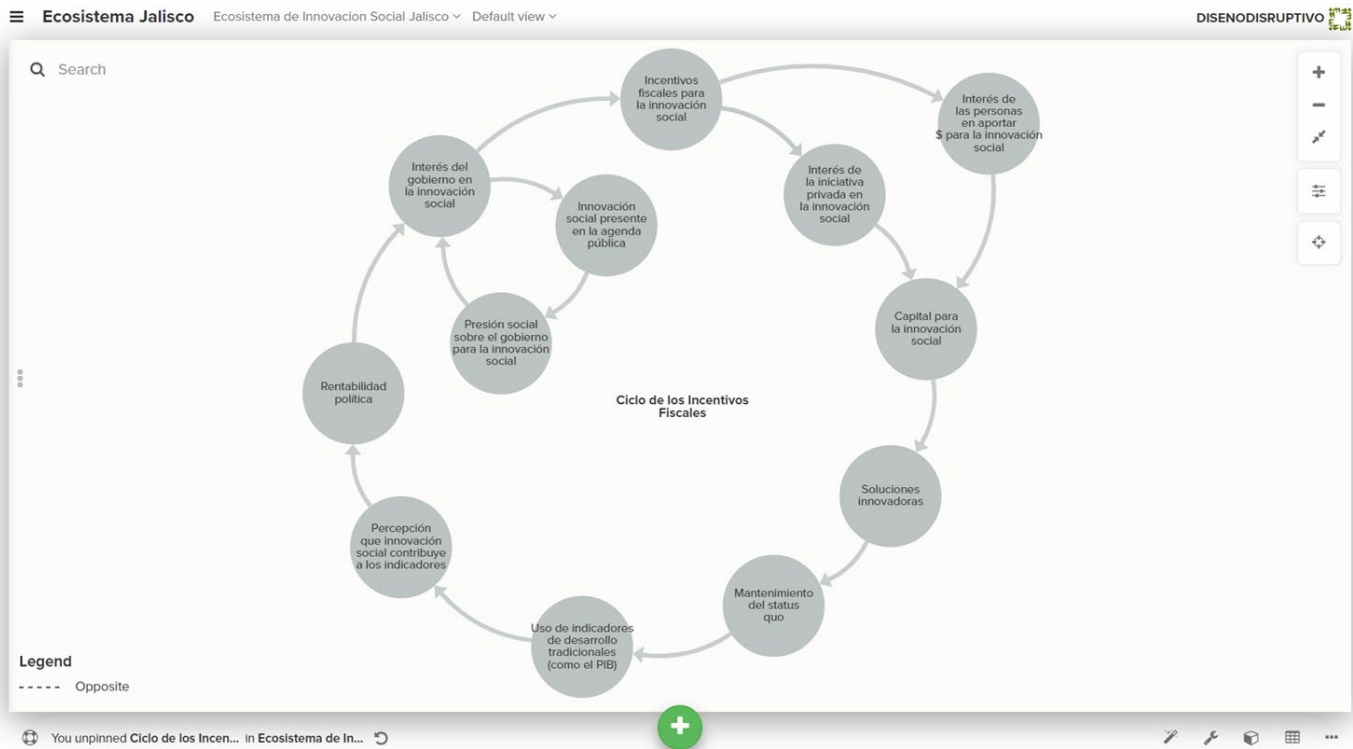 Ecosistema Jalisco
Ecosistema de Innovacion Social Jalisco
Default view
DISENODISRUPTIVO
Search
Incentivos
fiscales para
la innovación
social
Interés de
las personas
en aportar
$ para la innovación
social
Interés del
gobierno en
la innovación
social
Interés de
la iniciativa
privada en
la innovación
social
Innovación
social presente
en la agenda
pública
Presión social
sobre el gobierno
para la innovación
social
Capital para
la innovación
social
Rentabilidad
política
Ciclo de los Incentivos
Fiscales
Soluciones
innovadoras
Percepción
que innovación
social contribuye
a los indicadores
Mantenimiento
del status
quo
Uso de indicadores
de desarrollo
tradicionales
(como el PIB)
Legend
Opposite
You unpinned Ciclo de los Incen... in Ecosistema de In...